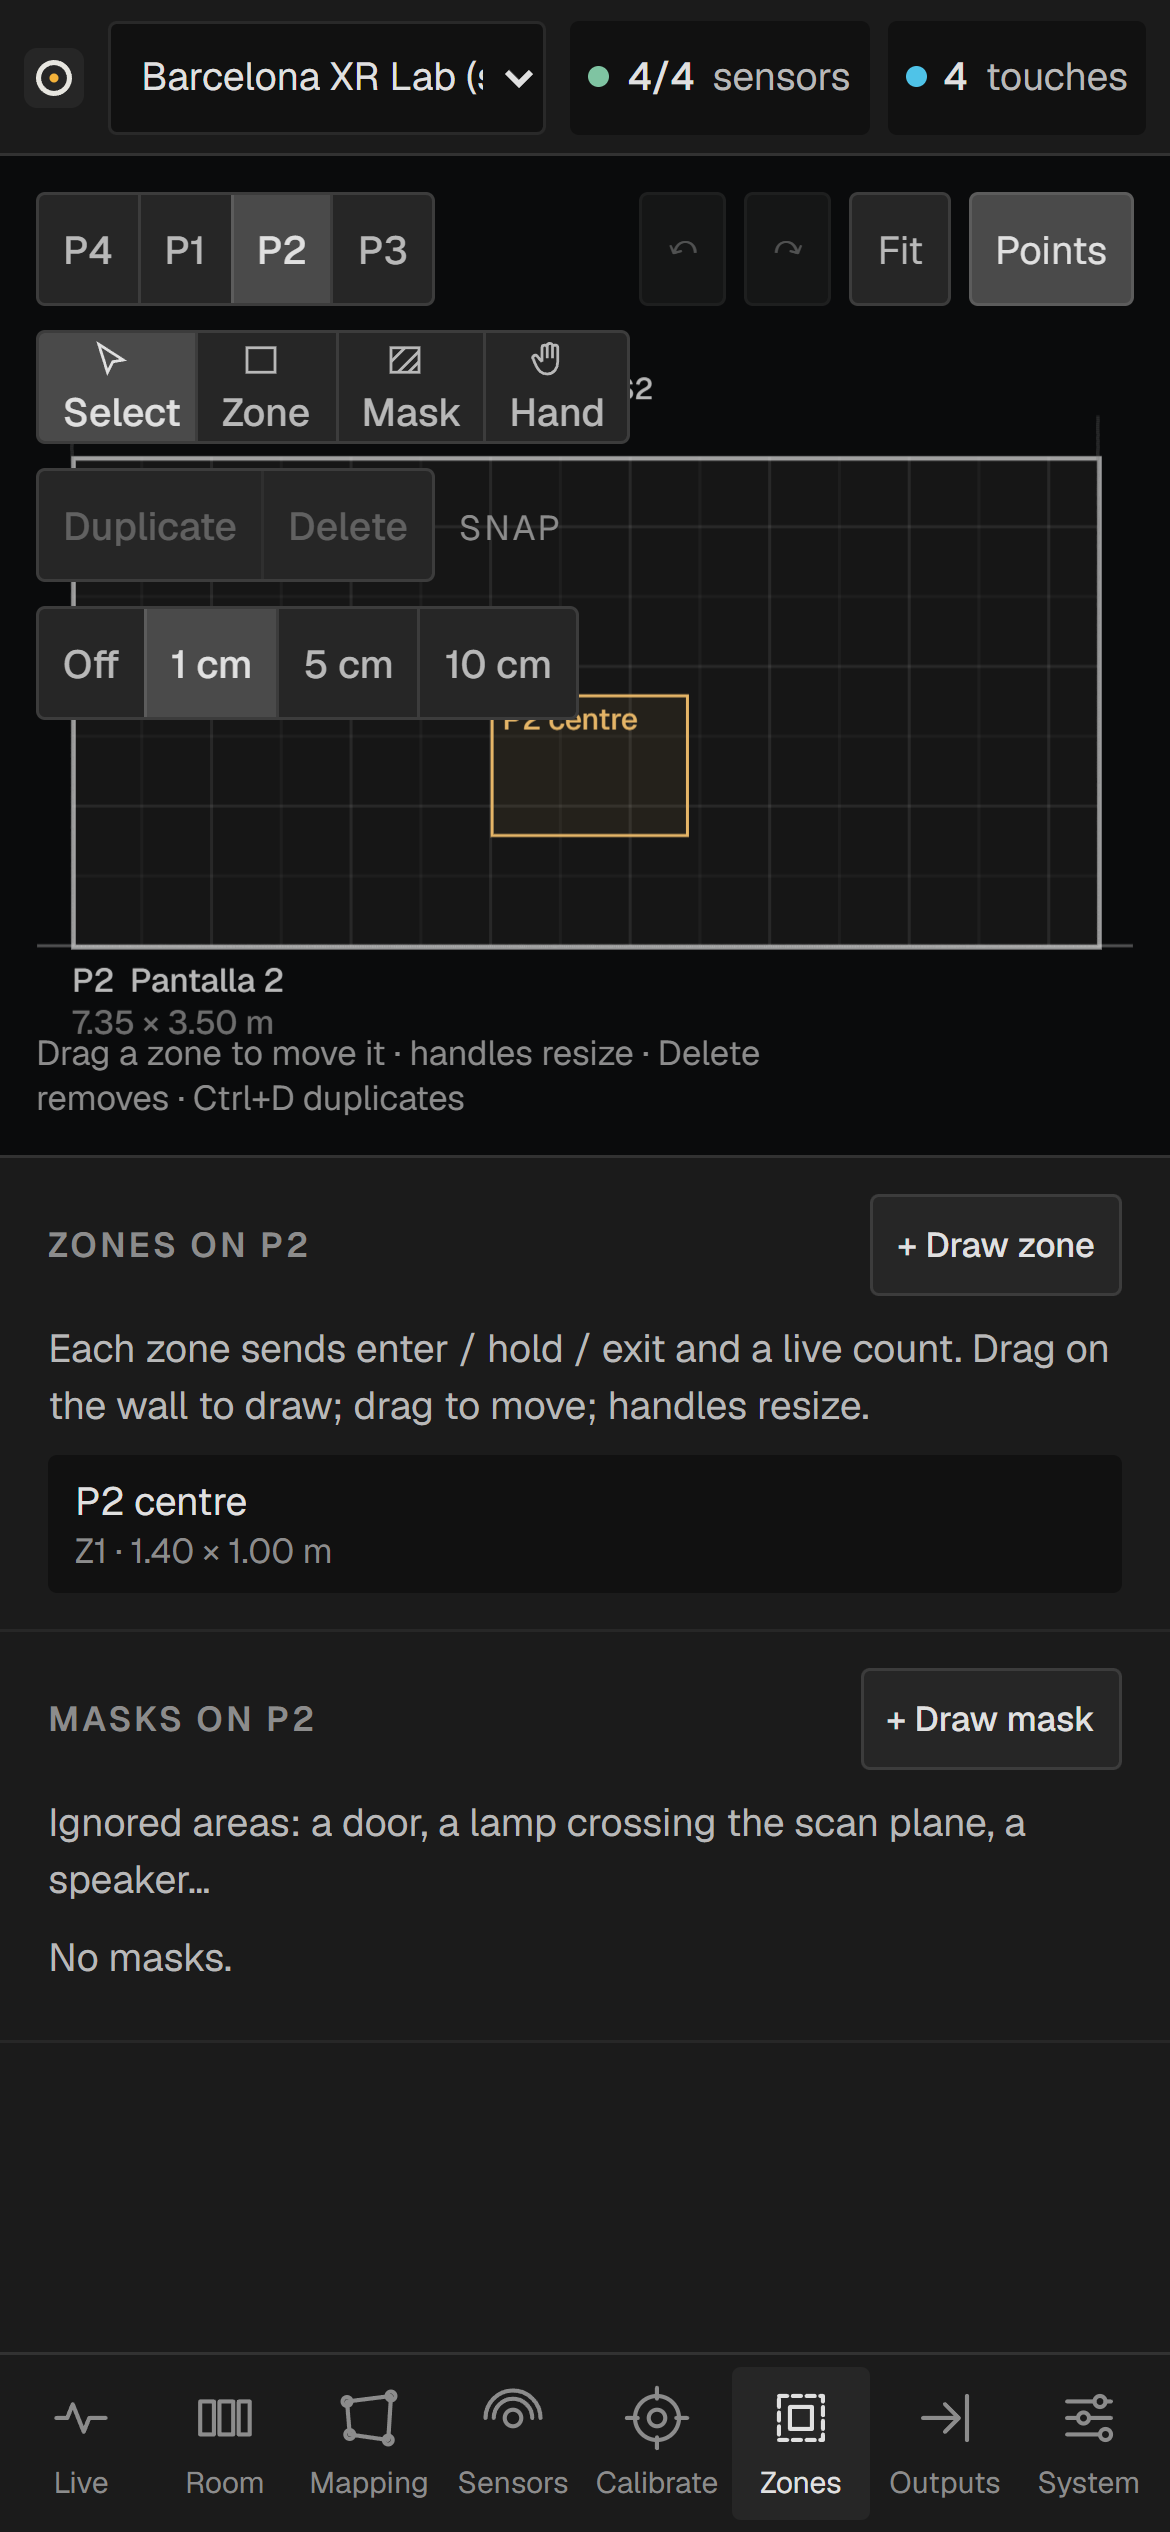 Barcelona XR Lab (
4/4 sensors
4 touches
P4 P1 P2 P3
Fit Points
Select Zone Mask Hand
S2
Duplicate Delete SNAP
Off 1 cm 5 cm 10 cm
P2 centre
P2 Pantalla 2
7.35 × 3.50 m
Drag a zone to move it · handles resize · Delete
removes · Ctrl+D duplicates
ZONES ON P2
+ Draw zone
Each zone sends enter / hold / exit and a live count. Drag on
the wall to draw; drag to move; handles resize.
P2 centre
Z1 · 1.40 × 1.00 m
MASKS ON P2
+ Draw mask
Ignored areas: a door, a lamp crossing the scan plane, a
speaker...
No masks.
Live Room Mapping Sensors Calibrate Zones Outputs System